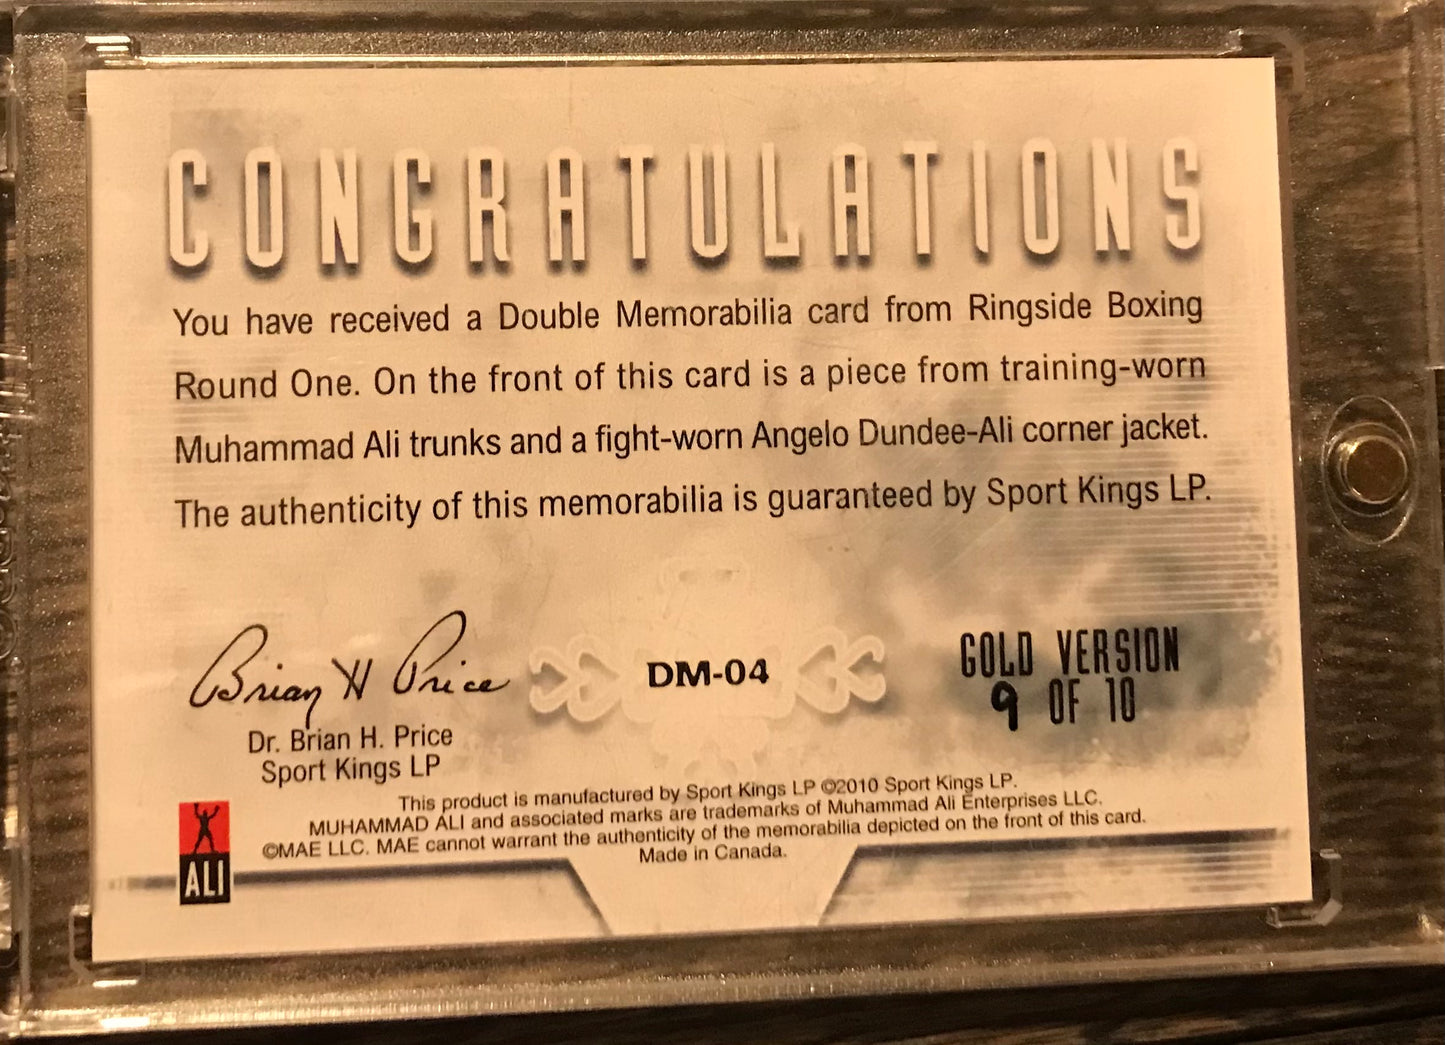 CONGRATULATIONS
You have received a Double Memorabilia card from Ringside Boxing
Round One. On the front of this card is a piece from training-worn
Muhammad Ali trunks and a fight-worn Angelo Dundee-Ali corner jacket.
The authenticity of this memorabilia is guaranteed by Sport Kings LP.
Brian H Price
DM-04
GOLD VERSION
9 OF 10
Dr. Brian H. Price
Sport Kings LP
This product is manufactured by Sport Kings LP ©2010 Sport Kings LP.
MUHAMMAD ALI and associated marks are trademarks of Muhammad Ali Enterprises LLC.
©MAE LLC. MAE cannot warrant the authenticity of the memorabilia depicted on the front of this card.
Made in Canada.
ALI